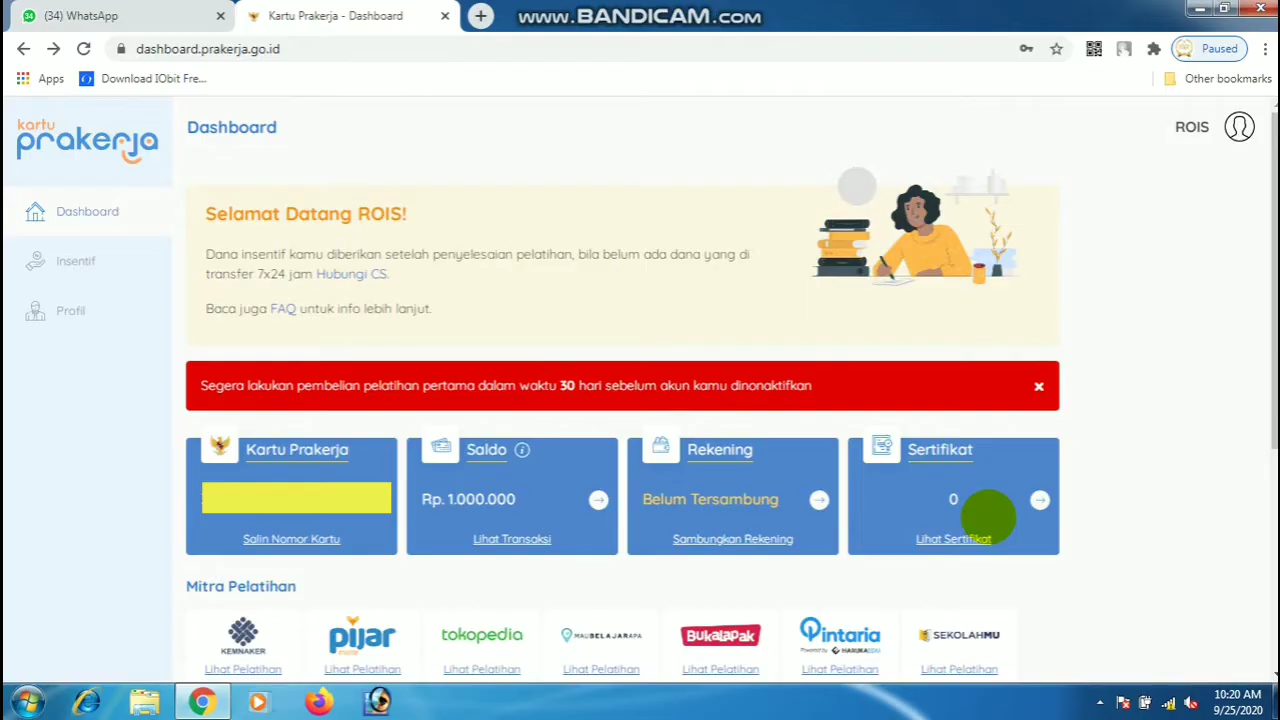 (34) WhatsApp
Kartu Prakerja - Dashboard
www.BANDICAM.com
dashboard.prakerja.go.id
Paused
Apps
Download IObit Fre...
Other bookmarks
kartu
prakerja
Dashboard
ROIS
Dashboard
Insentif
Profil
Selamat Datang ROIS!
Dana insentif kamu diberikan setelah penyelesaian pelatihan, bila belum ada dana yang di
transfer 7x24 jam Hubungi CS.
Baca juga FAQ untuk info lebih lanjut.
Segera lakukan pembelian pelatihan pertama dalam waktu 30 hari sebelum akun kamu dinonaktifkan
Kartu Prakerja
Salin Nomor Kartu
Saldo
Rp. 1.000.000
Lihat Transaksi
Rekening
Belum Tersambung
Sambungkan Rekening
Sertifikat
0
Lihat Sertifikat
Mitra Pelatihan
KEMNAKER
pijar
mahir
tokopedia
MAUBELAJARAPA
Bukalapak
Pintaria
Powered by HARUKAEDU
SEKOLAHMU
Lihat Pelatihan
Lihat Pelatihan
Lihat Pelatihan
Lihat Pelatihan
Lihat Pelatihan
Lihat Pelatihan
Lihat Pelatihan
10:20 AM
9/25/2020